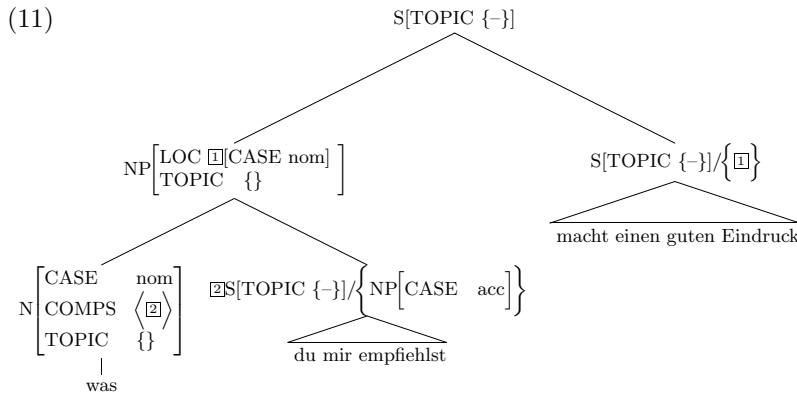 (11)
S[TOPIC {–}]
NP[LOC 1[CASE nom]
TOPIC {}]
S[TOPIC {–}]/{1}
macht einen guten Eindruck
N[CASE nom
COMPS ⟨2⟩
TOPIC {}]
2S[TOPIC {–}]/{NP[CASE acc]}
du mir empfiehlst
was